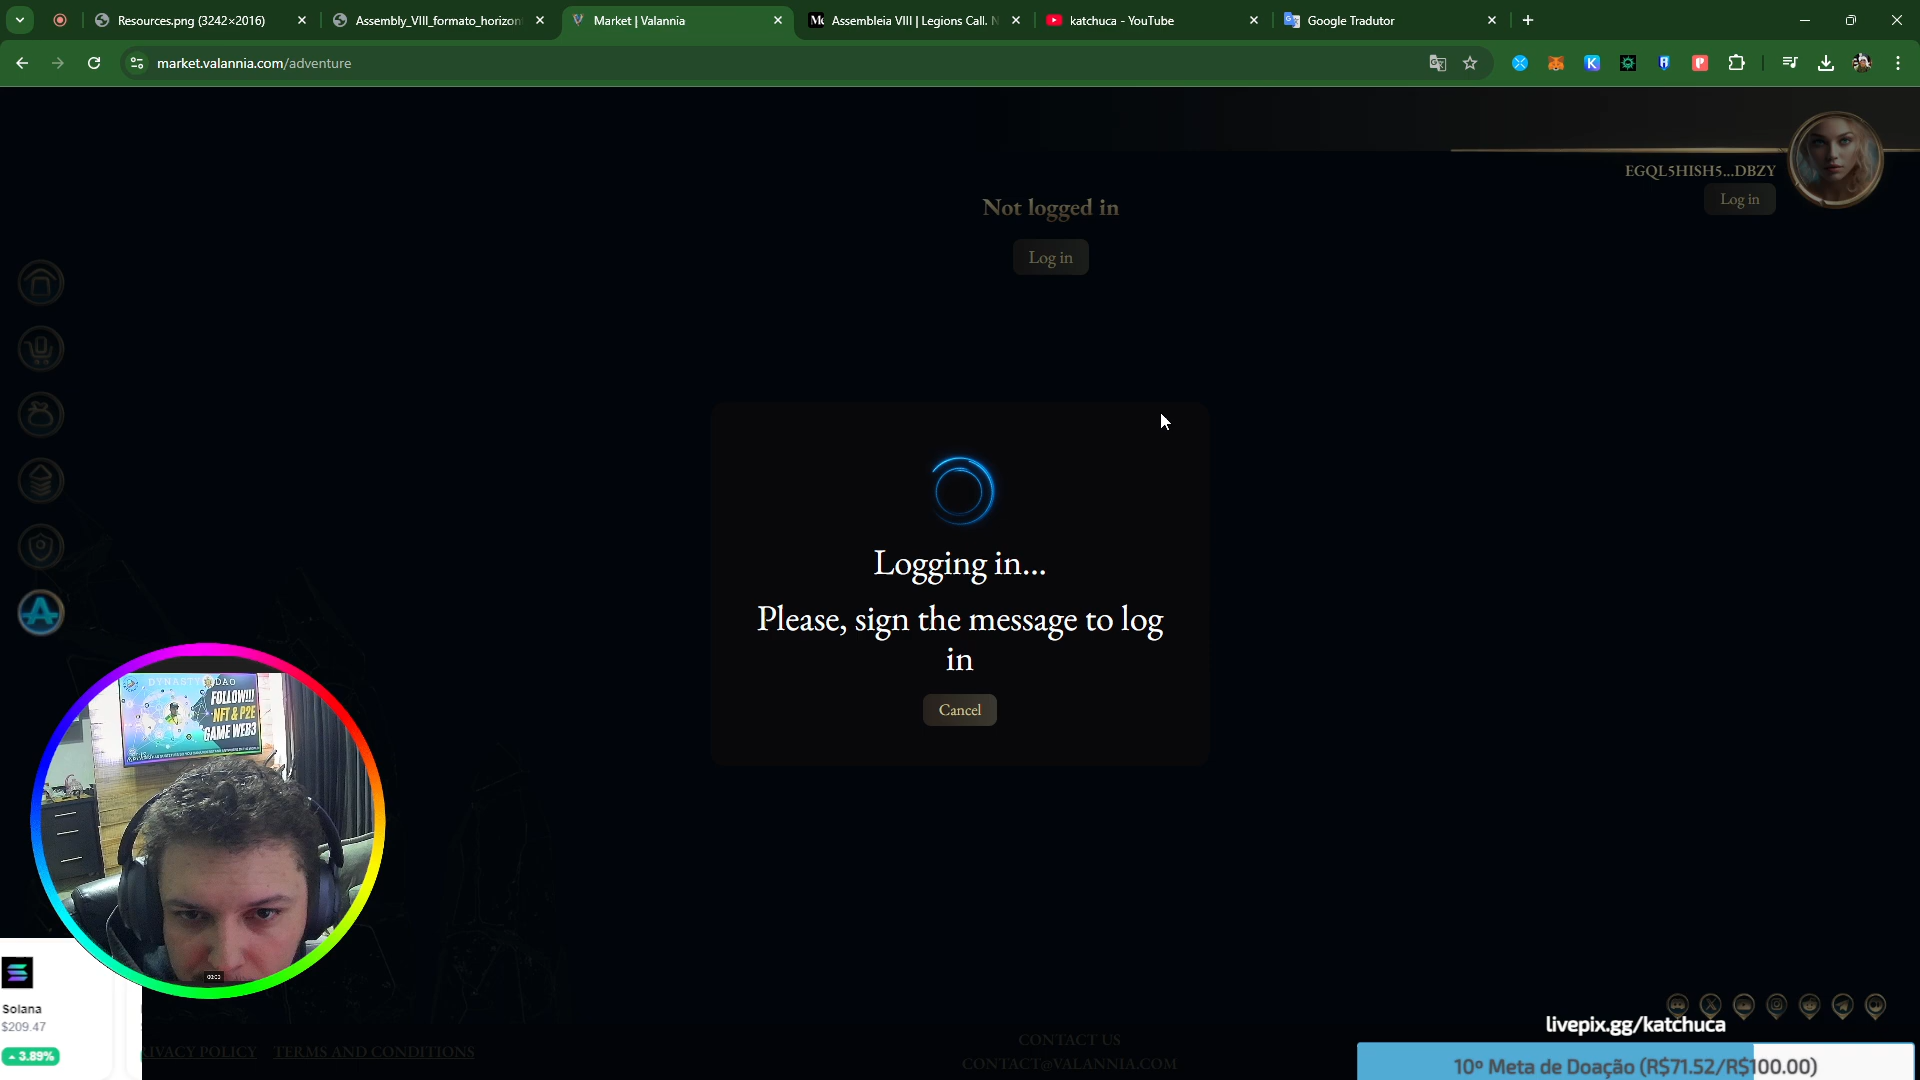 Resources.png (3242×2016)
Assembly_VIII_formato_horizon
Market | Valannia
Assembleia VIII | Legions Call. N
katchuca - YouTube
Google Tradutor
market.valannia.com/adventure
EGQL5HISH5...DBZY
Log in
Not logged in
Log in
Logging in...
Please, sign the message to log
in
Cancel
DYNASTY DAO
FOLLOW!!!
NFT & P2E
GAME WEB3
Solana
$209.47
3.89%
RIVACY POLICY
TERMS AND CONDITIONS
CONTACT US
CONTACT@VALANNIA.COM
livepix.gg/katchuca
10º Meta de Doação (R$71.52/R$100.00)